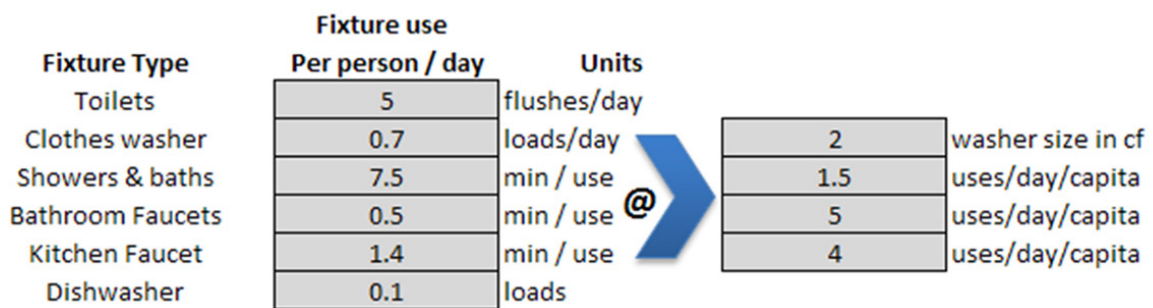 Fixture use
Fixture Type Per person / day Units
Toilets 5 flushes/day
Clothes washer 0.7 loads/day 2 washer size in cf
Showers & baths 7.5 min / use 1.5 uses/day/capita
@
Bathroom Faucets 0.5 min / use 5 uses/day/capita
Kitchen Faucet 1.4 min / use 4 uses/day/capita
Dishwasher 0.1 loads